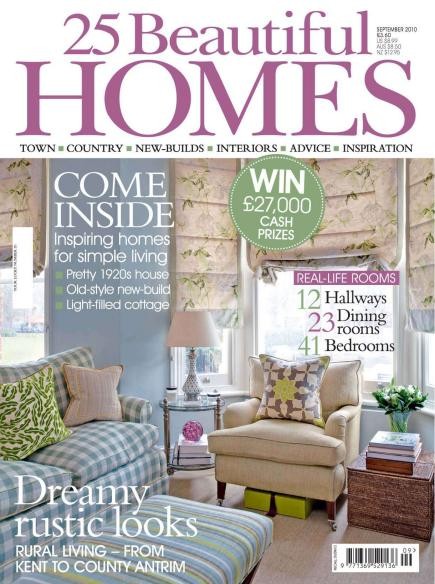 25 Beautiful
HOMES
SEPTEMBER 2010
£3.60
US $8.99
AUS $8.50
NZ $12.95
TOWN ■ COUNTRY ■ NEW-BUILDS ■ INTERIORS ■ ADVICE ■ INSPIRATION
COME
INSIDE
Inspiring homes
for simple living
■ Pretty 1920s house
■ Old-style new-build
■ Light-filled cottage
WIN
£27,000
CASH
PRIZES
REAL-LIFE ROOMS
12 Hallways
23 Dining
rooms
41 Bedrooms
Dreamy
rustic looks
RURAL LIVING – FROM
KENT TO COUNTY ANTRIM
09
9 771369 529136